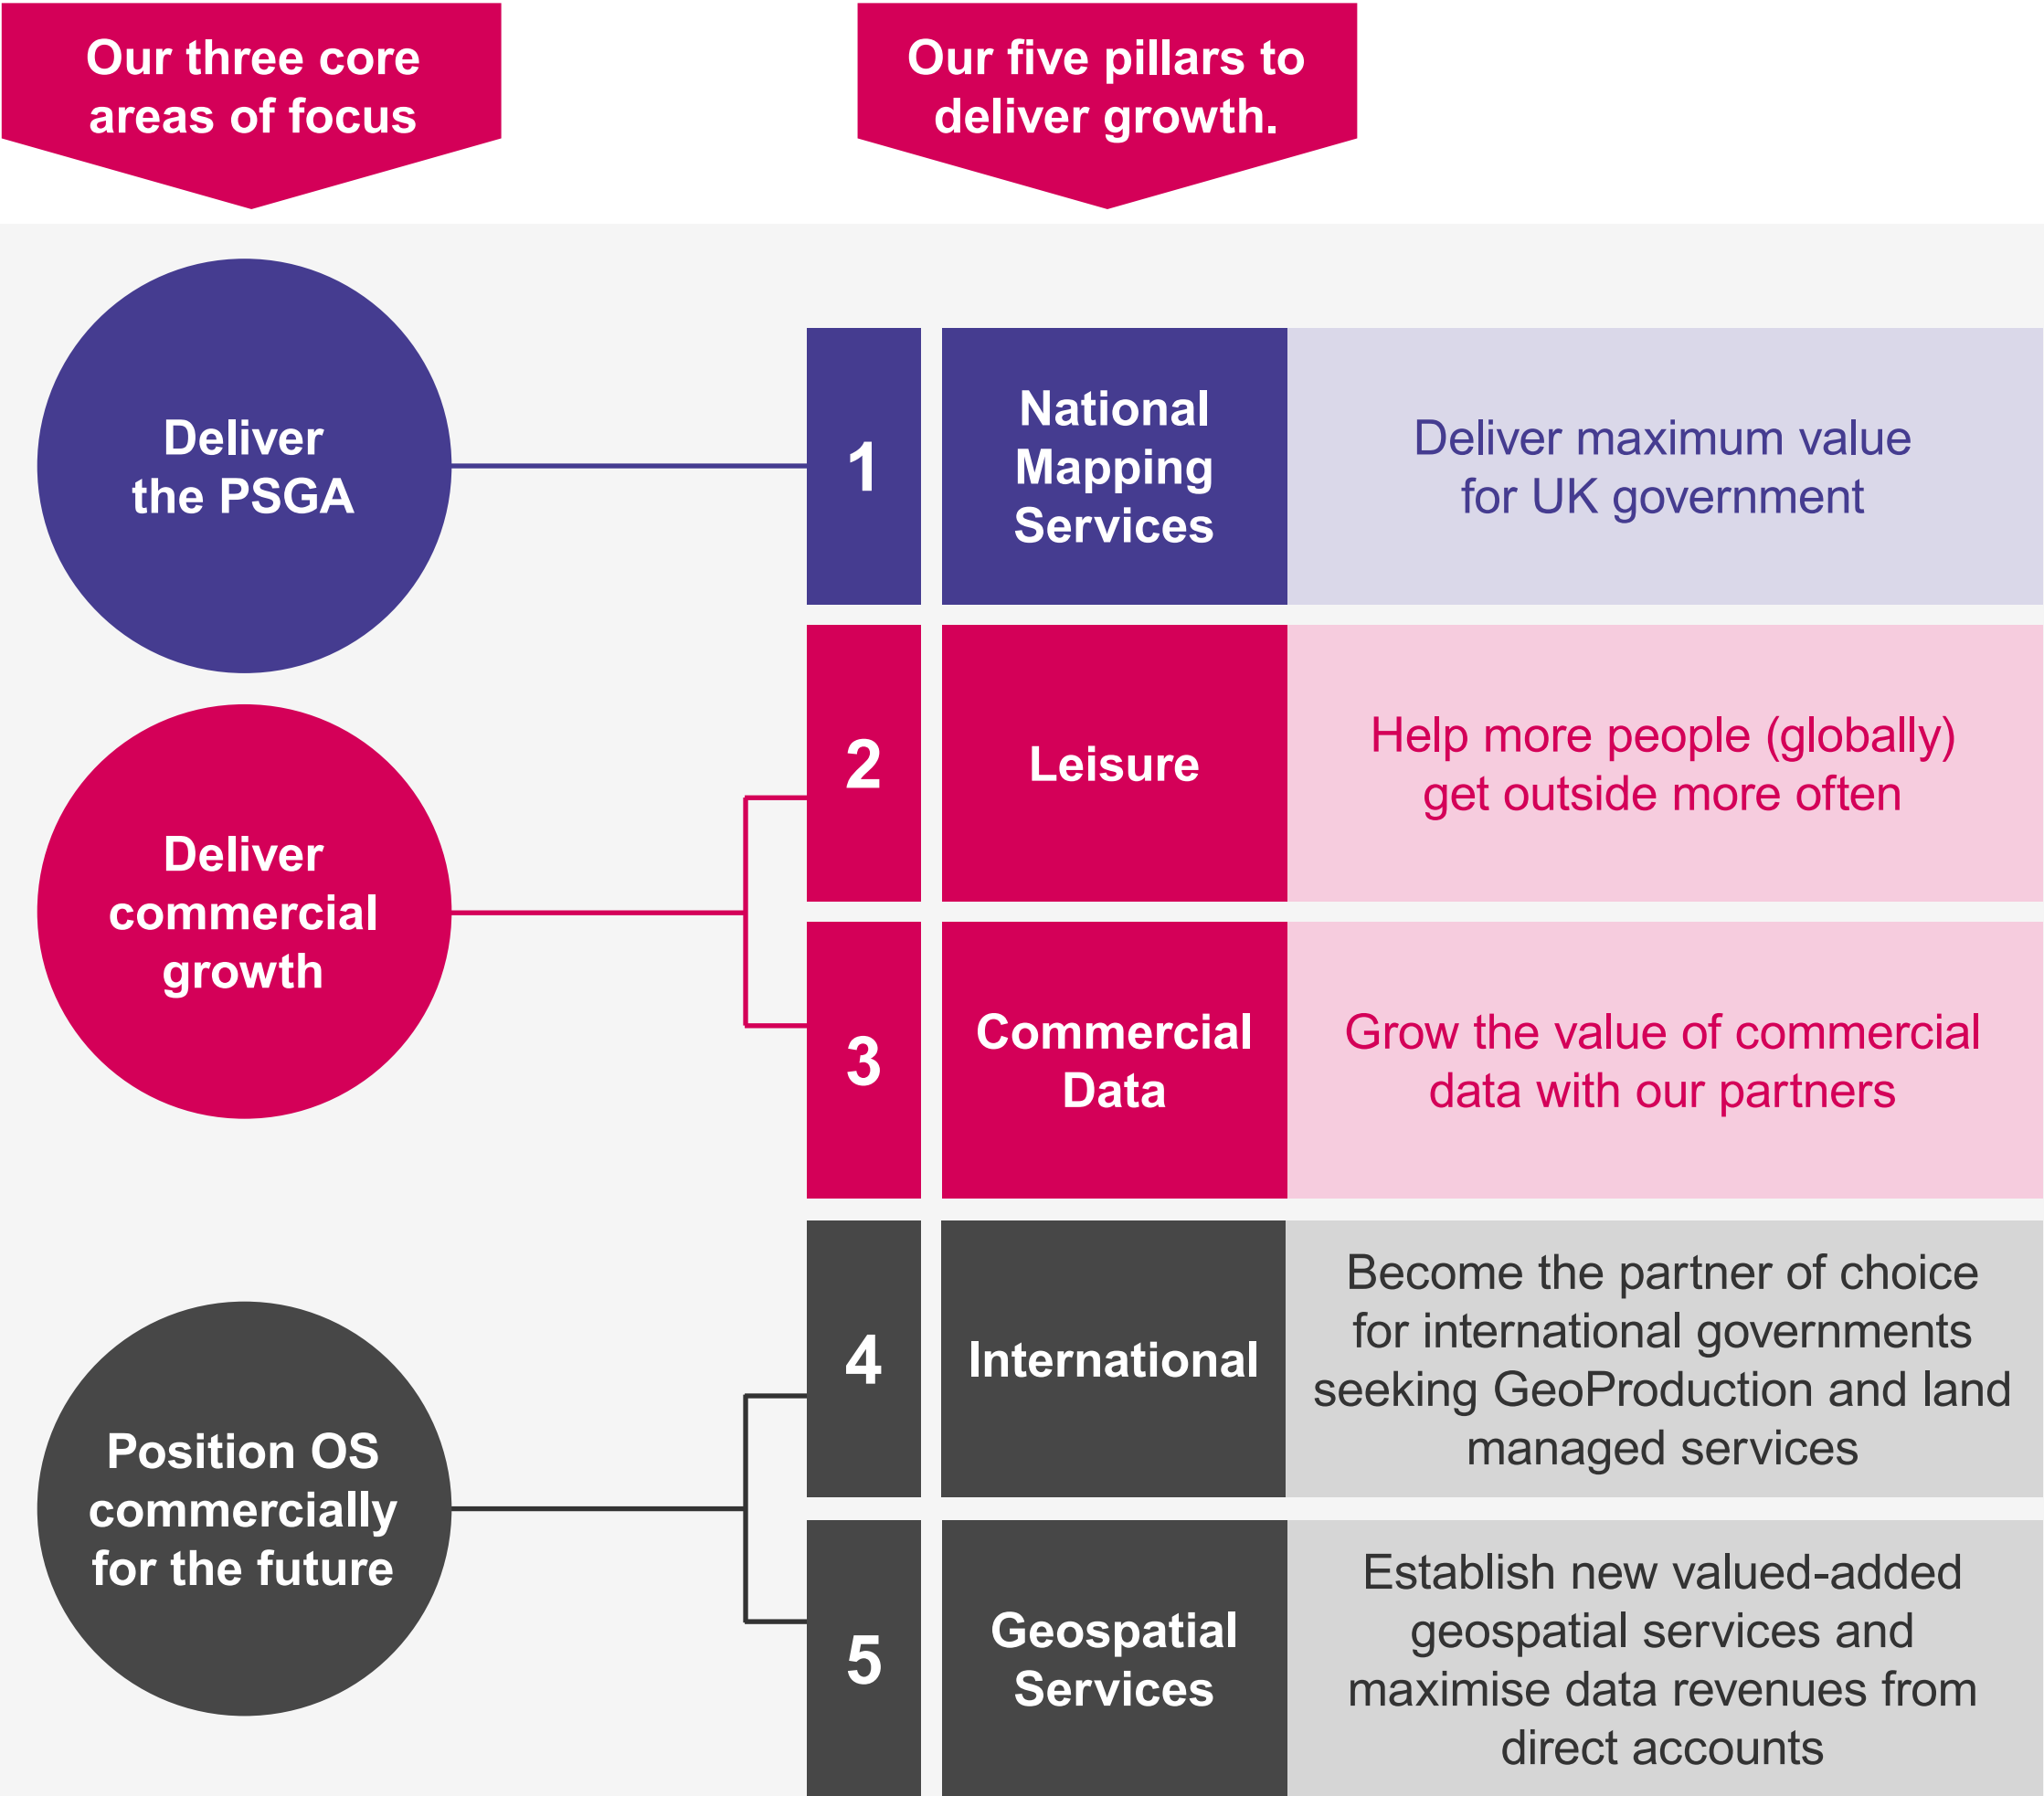 Our three core
areas of focus
Our five pillars to
deliver growth.
Deliver
the PSGA
1
National
Mapping
Services
Deliver maximum value
for UK government
Deliver
commercial
growth
2
Leisure
Help more people (globally)
get outside more often
3
Commercial
Data
Grow the value of commercial
data with our partners
Position OS
commercially
for the future
4
International
Become the partner of choice
for international governments
seeking GeoProduction and land
managed services
5
Geospatial
Services
Establish new valued-added
geospatial services and
maximise data revenues from
direct accounts